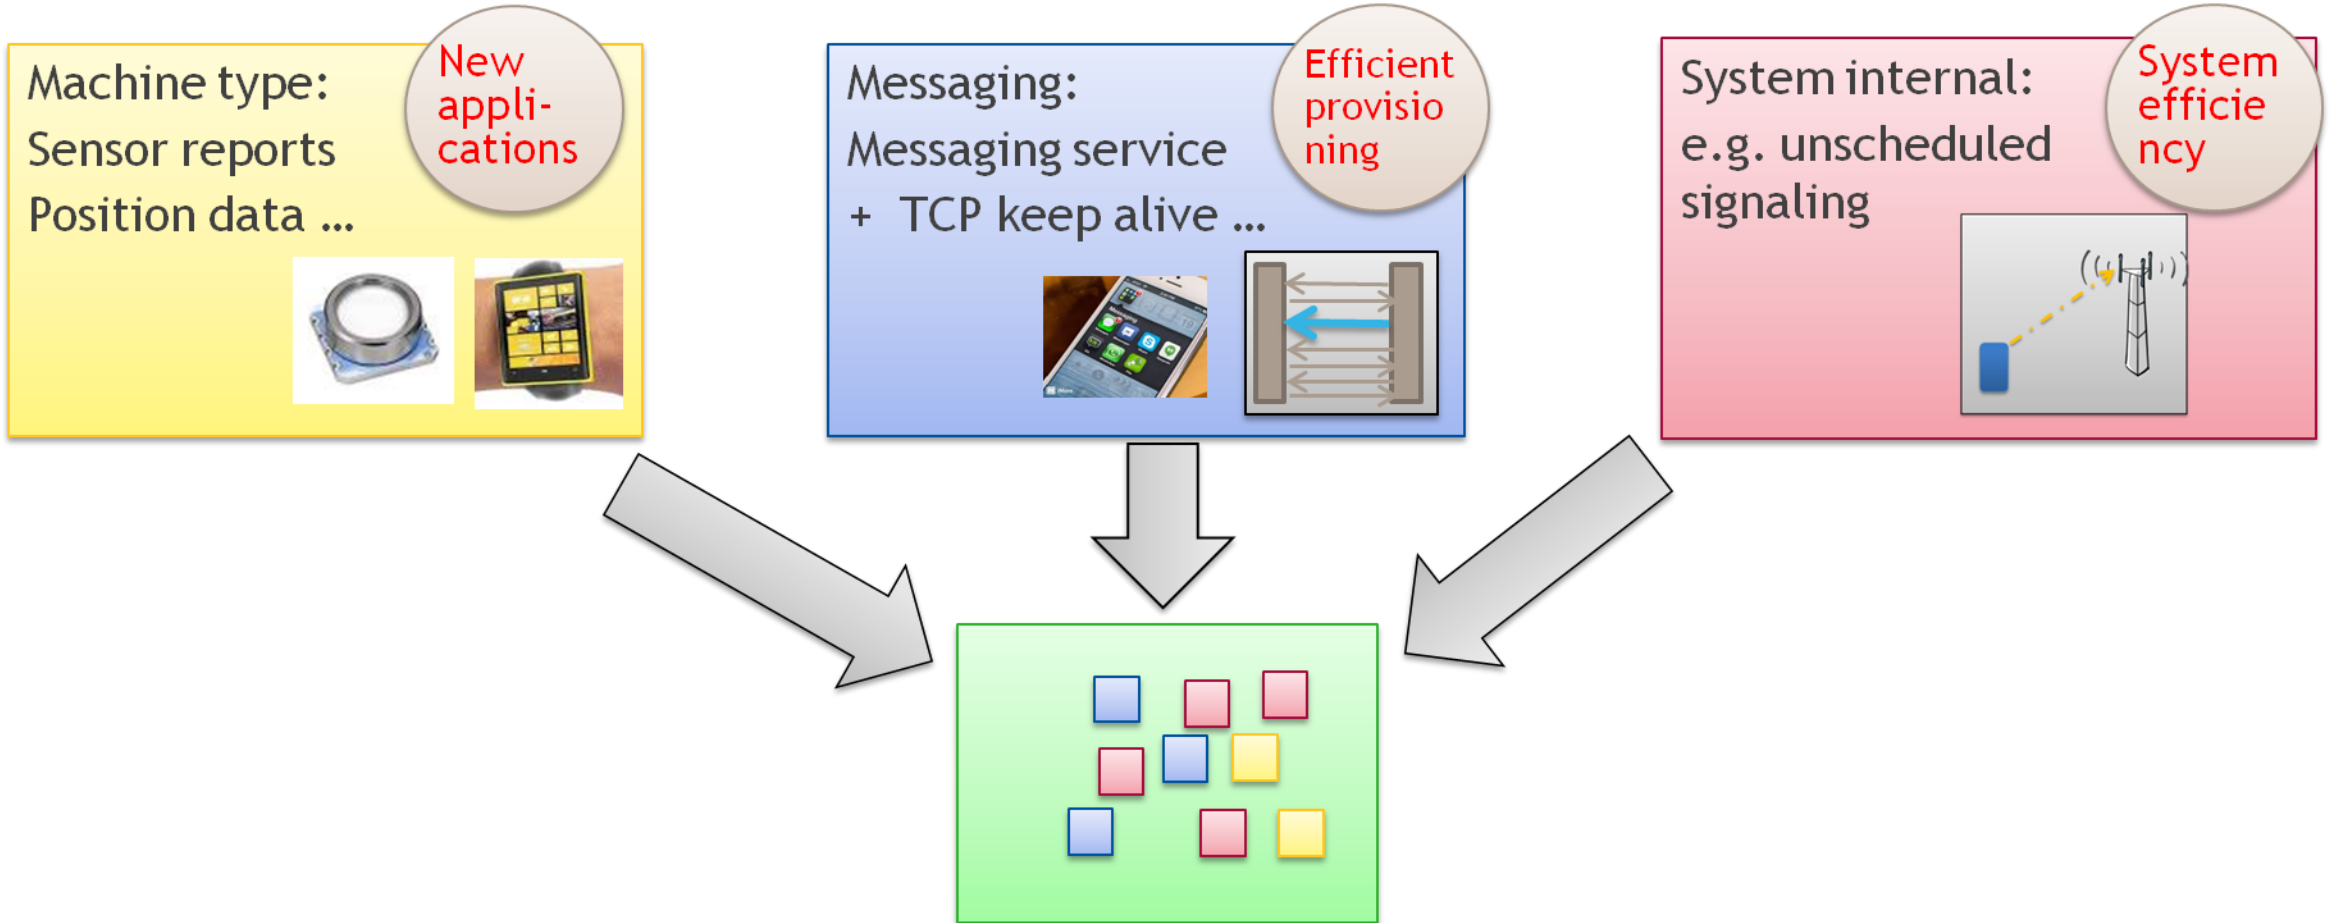 Machine type:
Sensor reports
Position data ...
New
appli-
cations
Messaging:
Messaging service
+ TCP keep alive ...
Efficient
provisio
ning
System internal:
e.g. unscheduled
signaling
System
efficie
ncy